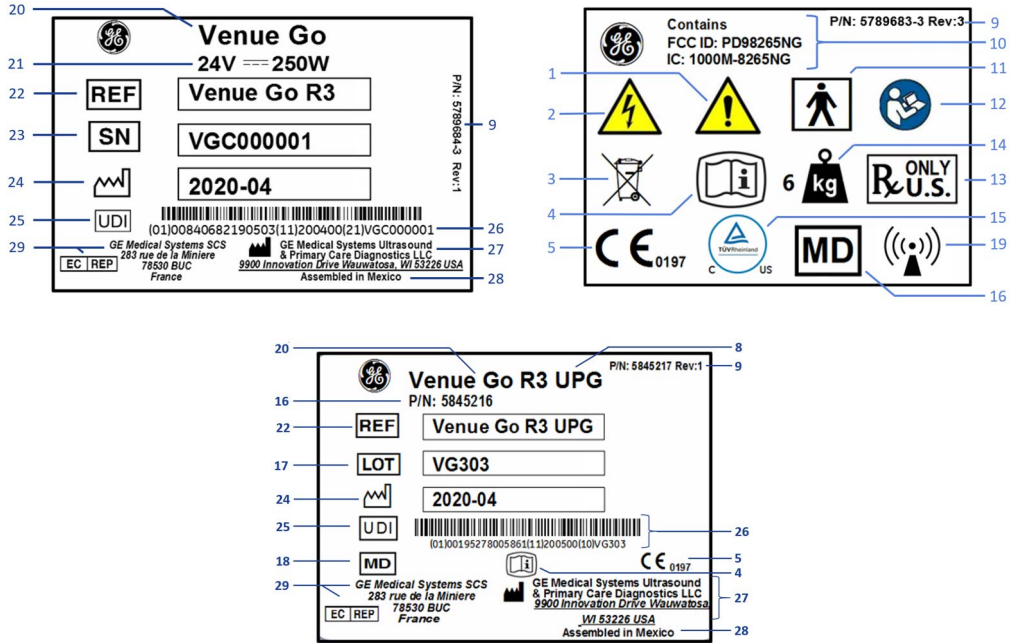 20
Venue Go
21
24V 250W
22
REF
Venue Go R3
23
SN
VGC000001
24
2020-04
25
UDI
(01)00840682190503(11)200400(21)VGC000001
26
29
GE Medical Systems SCS
283 rue de la Miniere
78530 BUC
France
EC REP
GE Medical Systems Ultrasound
& Primary Care Diagnostics LLC
9900 Innovation Drive Wauwatosa, WI 53226 USA
27
Assembled in Mexico
28
P/N: 5789684-3 Rev:1
9
Contains
FCC ID: PD98265NG
IC: 1000M-8265NG
P/N: 5789683-3 Rev:3
9
10
1
11
2
12
3
14
6
kg
Rx ONLY
U.S.
13
4
i
15
5
CE 0197
TÜVRheinland
C US
MD
19
16
20
8
Venue Go R3 UPG
P/N: 5845217 Rev:1
9
16
P/N: 5845216
22
REF
Venue Go R3 UPG
17
LOT
VG303
24
2020-04
25
UDI
(01)00195278005861(11)200500(10)VG303
26
18
MD
i
CE 0197
5
4
29
GE Medical Systems SCS
283 rue de la Miniere
78530 BUC
France
EC REP
GE Medical Systems Ultrasound
& Primary Care Diagnostics LLC
9900 Innovation Drive Wauwatosa,
WI 53226 USA
27
Assembled in Mexico
28